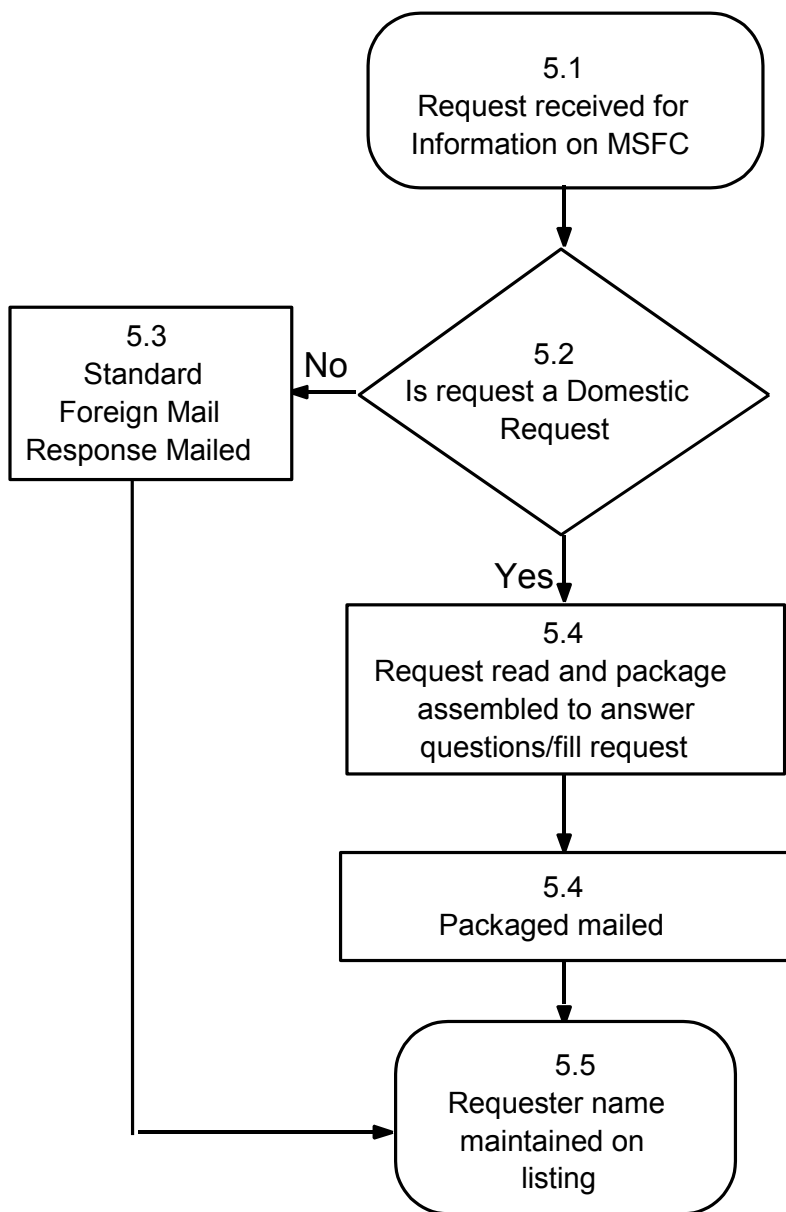 5.1
Request received for
Information on MSFC
5.2
Is request a Domestic
Request
No
5.3
Standard
Foreign Mail
Response Mailed
Yes
5.4
Request read and package
assembled to answer
questions/fill request
5.4
Packaged mailed
5.5
Requester name
maintained on
listing